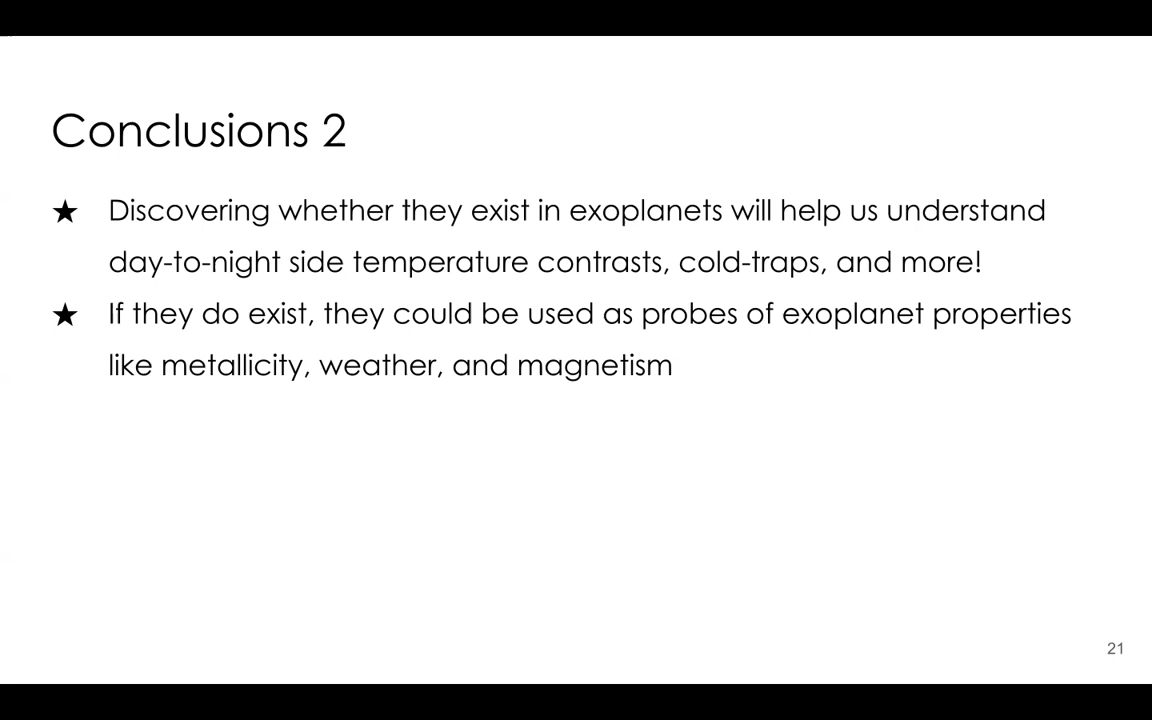 Conclusions 2
★ Discovering whether they exist in exoplanets will help us understand
day-to-night side temperature contrasts, cold-traps, and more!
★ If they do exist, they could be used as probes of exoplanet properties
like metallicity, weather, and magnetism
21